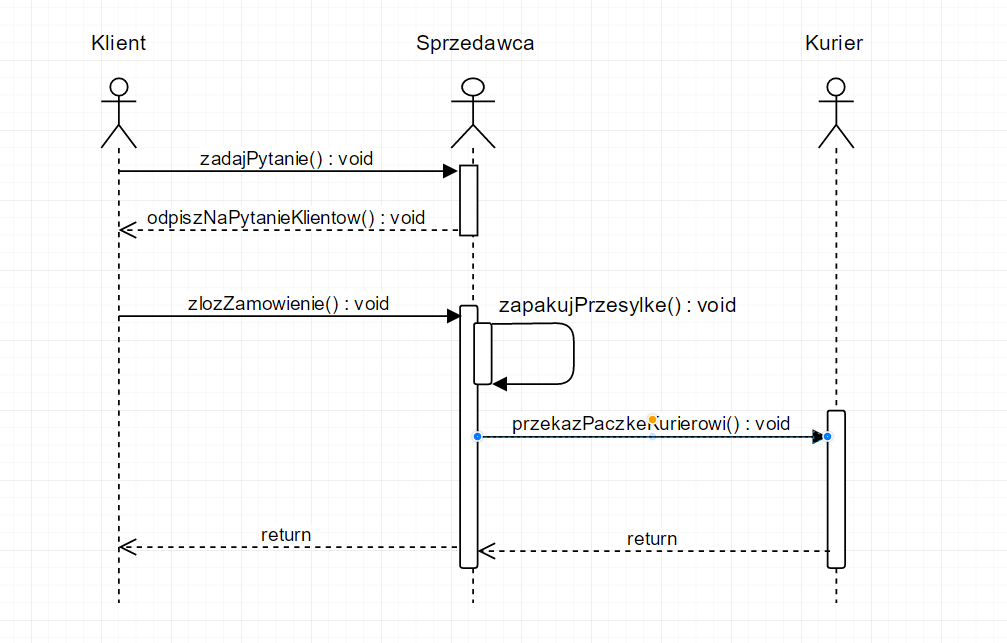 Klient
Sprzedawca
Kurier
zadajPytanie() : void
odpiszNaPytanieKlientow() : void
zlozZamowienie() : void
zapakujPrzesylke() : void
przekazPaczkeKurierowi() : void
return
return